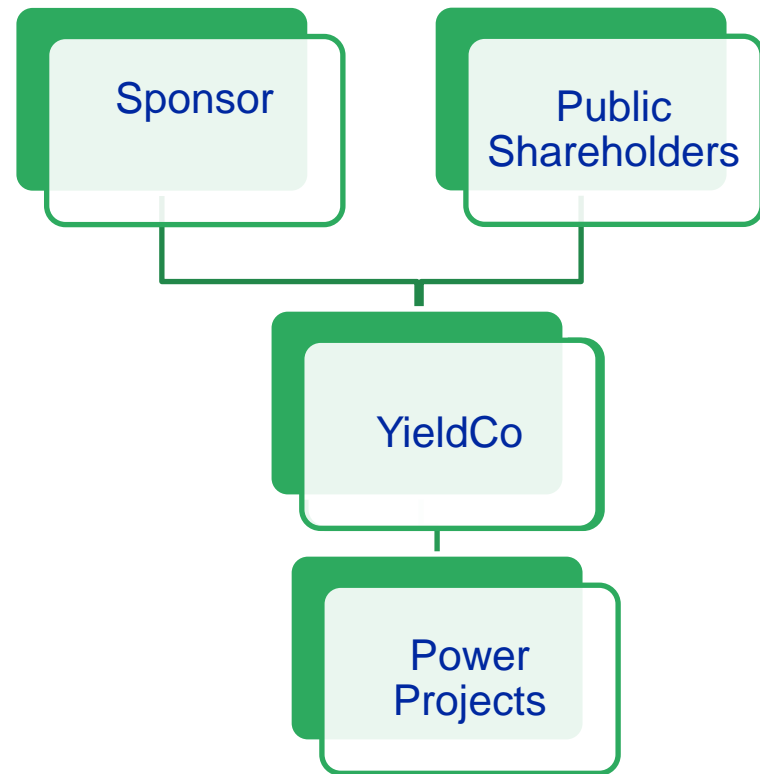 Sponsor
Public
Shareholders
YieldCo
Power
Projects